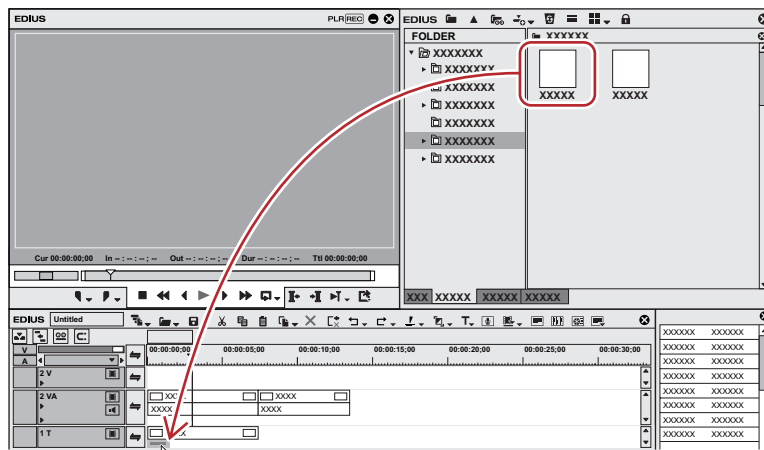 EDIUS PLR REC
Cur 00:00:00;00 In -- : -- : -- ; -- Out -- : -- : -- ; -- Dur -- : -- : -- ; -- Ttl 00:00:00;00
EDIUS
FOLDER
XXXXXXX
XXXXXXX
XXXXXXX
XXXXXXX
XXXXXXX
XXXXXXX
XXXXXXX
XXXXXX
XXXXX XXXXX
XXX XXXXX XXXXX XXXXX
EDIUS Untitled
V
A
00:00:00;00 00:00:05;00 00:00:10;00 00:00:15;00 00:00:20;00 00:00:25;00 00:00:30;00
2 V
2 VA
XXXX
XXXX XXXX
1 T
XXXXXX XXXXXX
XXXXXX XXXXXX
XXXXXX XXXXXX
XXXXXX XXXXXX
XXXXXX XXXXXX
XXXXXX XXXXXX
XXXXXX XXXXXX
XXXXXX XXXXXX